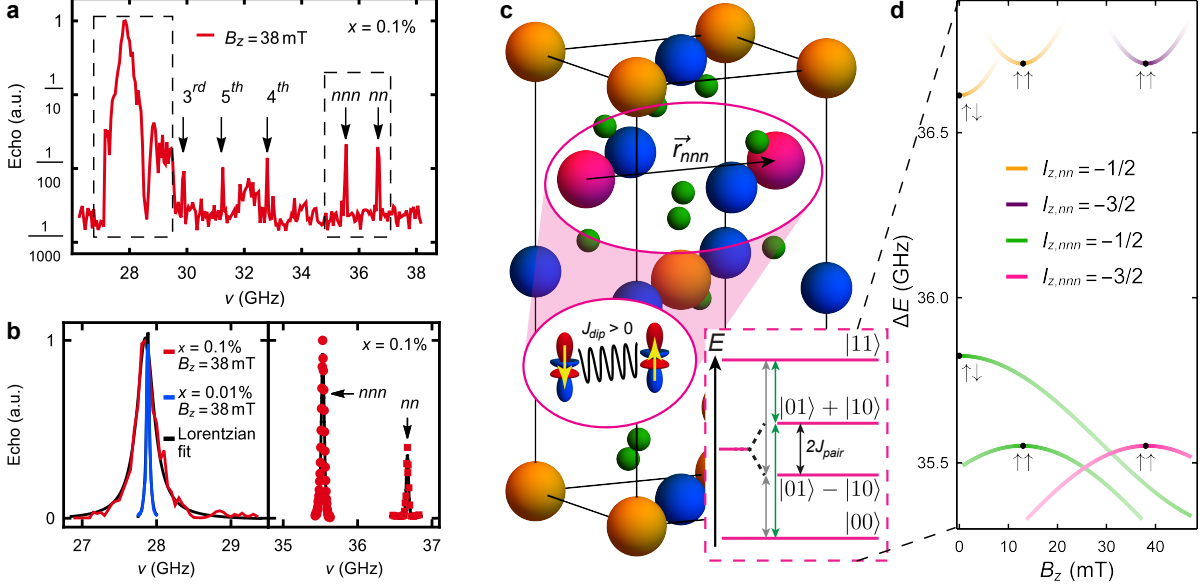 a
x = 0.1%
B_z = 38 mT
3^rd
5^th
4^th
nnn
nn
Echo (a.u.)
1
1/10
1/100
1/1000
28
30
32
34
36
38
ν (GHz)
b
x = 0.1%
B_z = 38 mT
x = 0.01%
B_z = 38 mT
Lorentzian
fit
x = 0.1%
nnn
nn
Echo (a.u.)
1
0
27
28
29
35
36
37
ν (GHz)
ν (GHz)
c
r⃗_nnn
J_dip > 0
E
|11⟩
|01⟩ + |10⟩
2J_pair
|01⟩ − |10⟩
|00⟩
d
↑↑
↑↑
↑↓
36.5
I_z,nn = −1/2
I_z,nn = −3/2
I_z,nnn = −1/2
I_z,nnn = −3/2
ΔE (GHz)
36.0
↑↓
35.5
↑↑
↑↑
0
10
20
30
40
B_z (mT)